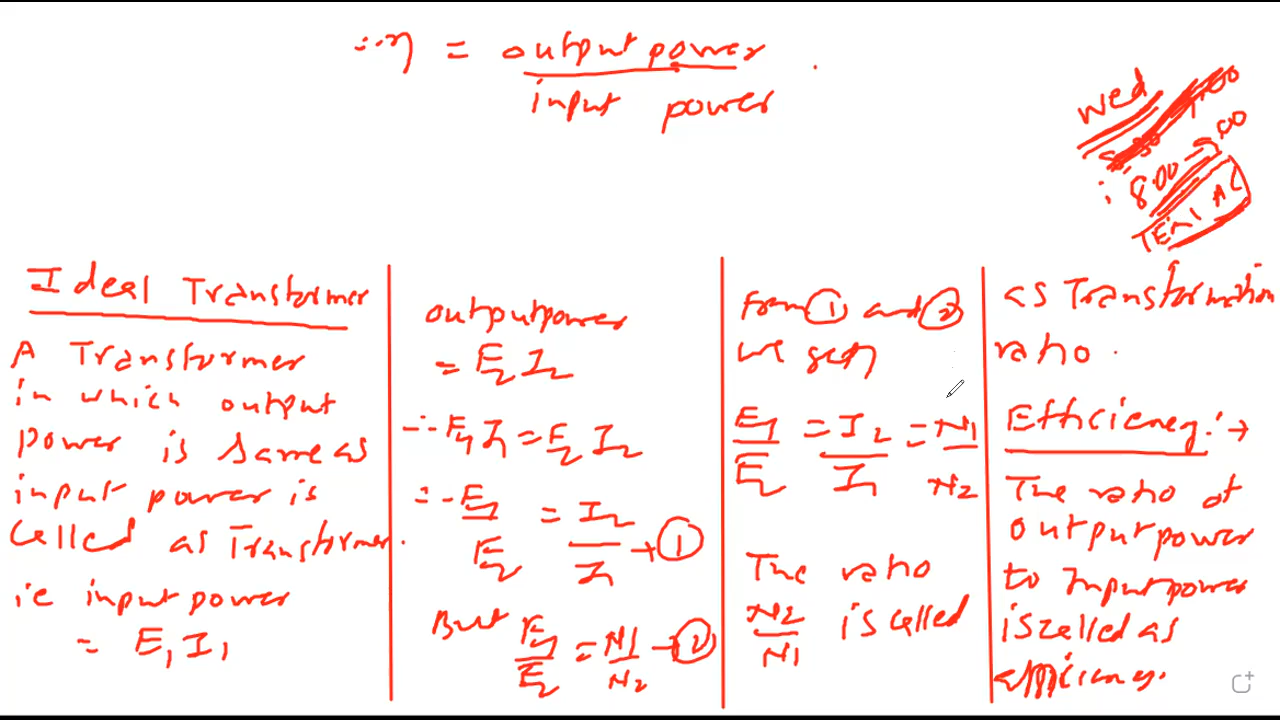 ∴ η = output power
input power
Wed
8.00 - 9.00
Ideal Transformer
A Transformer
in which output
power is same as
input power is
called as Transformer.
ie input power
= E₁ I₁
output power
= E₂ I₂
∴ E₁ I₁ = E₂ I₂
∴ E₁/E₂ = I₂/I₁ → ①
But E₁/E₂ = N1/N2 → ②
from ① and ②
we get
E₁/E₂ = I₂/I₁ = N1/N2
The ratio
N2/N1 is called
as Transformation
ratio.
Efficiency :→
The ratio of
output power
to Input power
is called as
efficiency.